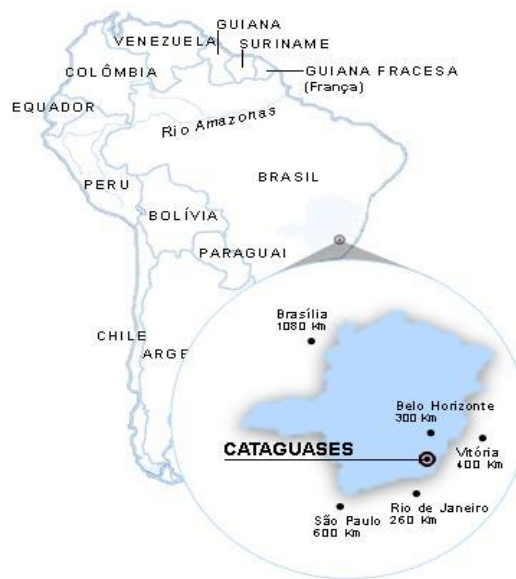 GUIANA
VENEZUELA
SURINAME
COLÔMBIA
GUIANA FRACESA
(França)
EQUADOR
Rio Amazonas
PERU
BRASIL
BOLÍVIA
PARAGUAI
CHILE
ARGE
Brasília
1080 Km
Belo Horizonte
300 Km
CATAGUASES
Vitória
400 Km
Rio de Janeiro
260 Km
São Paulo
600 Km